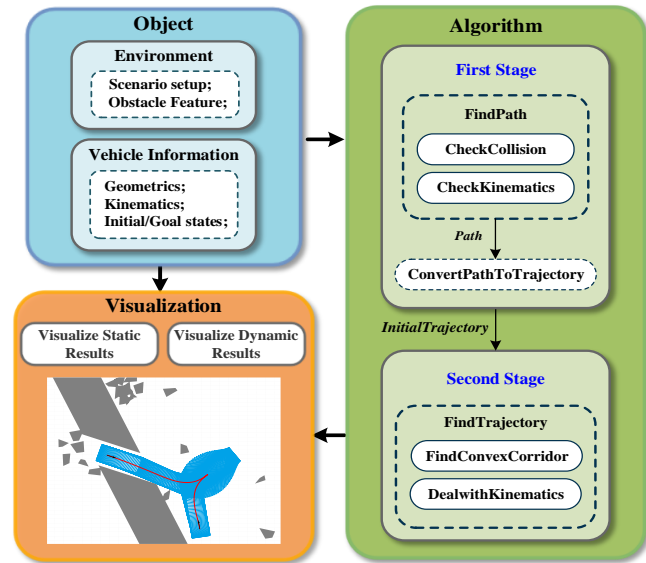 Object
Environment
Scenario setup;
Obstacle Feature;
Vehicle Information
Geometrics;
Kinematics;
Initial/Goal states;
Algorithm
First Stage
FindPath
CheckCollision
CheckKinematics
Path
ConvertPathToTrajectory
InitialTrajectory
Second Stage
FindTrajectory
FindConvexCorridor
DealwithKinematics
Visualization
Visualize Static
Results
Visualize Dynamic
Results